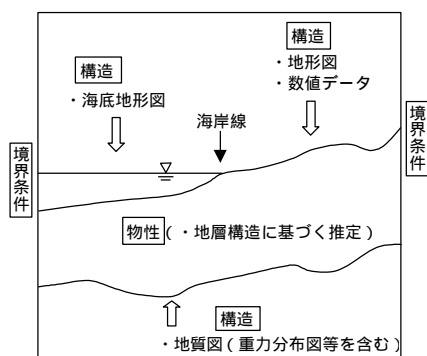 構造
・地形図
・数値データ
構造
・海底地形図
海岸線
境界条件
境界条件
物性(・地層構造に基づく推定)
構造
・地質図(重力分布図等を含む)